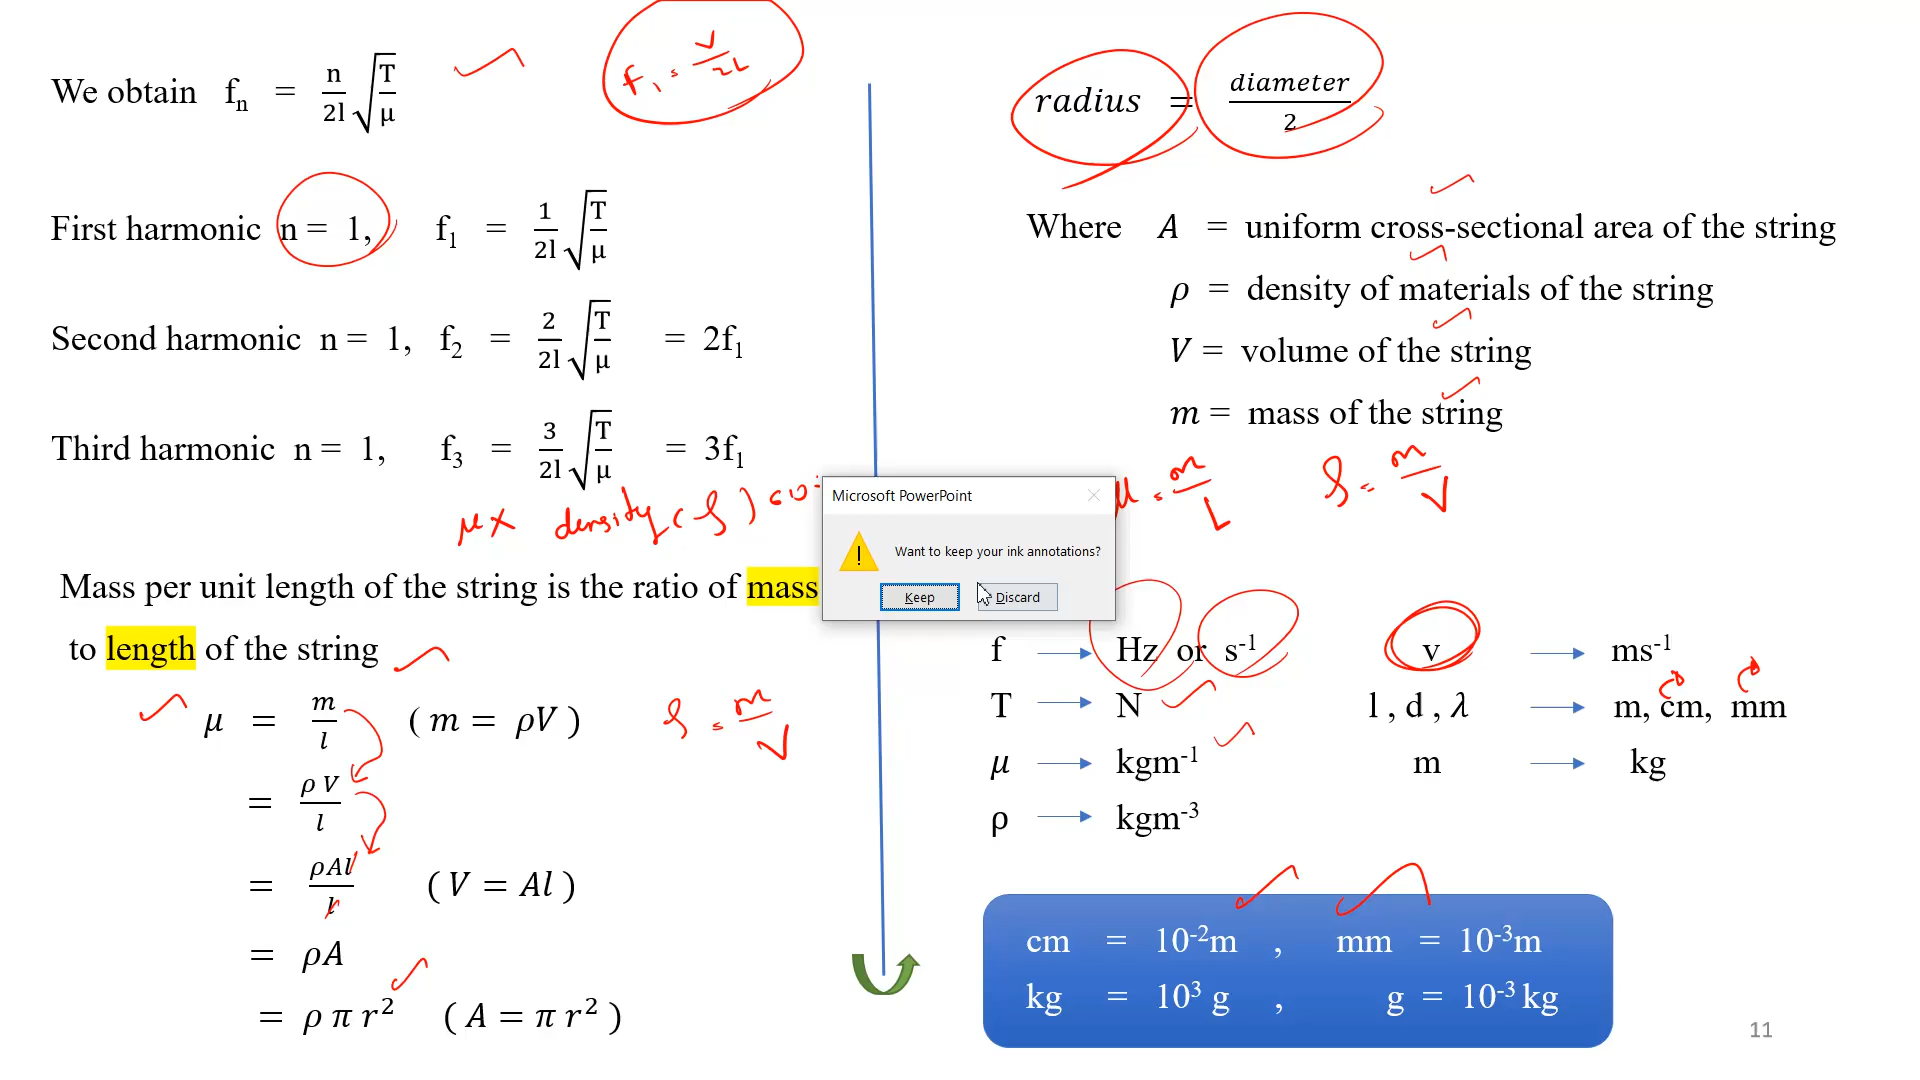 We obtain fn = n/2l √T/μ
f1 = v/2L
First harmonic n = 1, f1 = 1/2l √T/μ
Second harmonic n = 1, f2 = 2/2l √T/μ = 2f1
Third harmonic n = 1, f3 = 3/2l √T/μ = 3f1
μ x density (ρ)
Mass per unit length of the string is the ratio of mass
to length of the string
μ = m/l ( m = ρV )
ρ = m/V
= ρ V/l
= ρAl/l ( V = Al )
= ρA
= ρ π r² ( A = π r² )
radius = diameter/2
Where A = uniform cross-sectional area of the string
ρ = density of materials of the string
V = volume of the string
m = mass of the string
μ = m/L ρ = m/V
Microsoft PowerPoint
Want to keep your ink annotations?
Keep Discard
f → Hz or s⁻¹ v → ms⁻¹
T → N l , d , λ → m, cm, mm
μ → kgm⁻¹ m → kg
ρ → kgm⁻³
cm = 10⁻²m , mm = 10⁻³m
kg = 10³ g , g = 10⁻³ kg
11